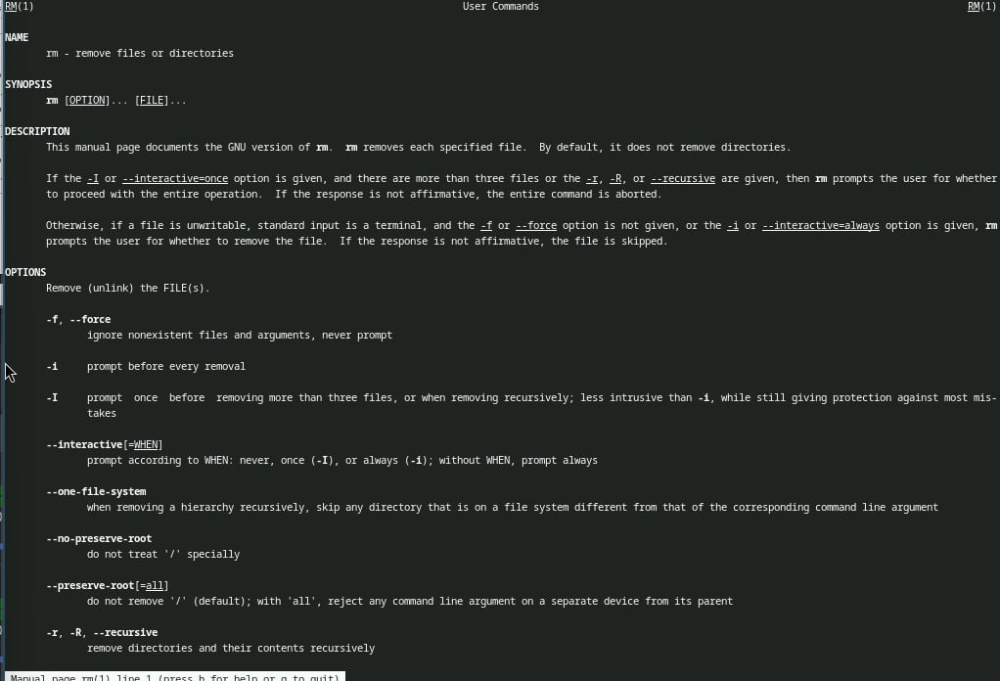 RM(1) User Commands RM(1)
NAME
rm - remove files or directories
SYNOPSIS
rm [OPTION]... [FILE]...
DESCRIPTION
This manual page documents the GNU version of rm.  rm removes each specified file.  By default, it does not remove directories.
If the -I or --interactive=once option is given, and there are more than three files or the -r, -R, or --recursive are given, then rm prompts the user for whether
to proceed with the entire operation.  If the response is not affirmative, the entire command is aborted.
Otherwise, if a file is unwritable, standard input is a terminal, and the -f or --force option is not given, or the -i or --interactive=always option is given, rm
prompts the user for whether to remove the file.  If the response is not affirmative, the file is skipped.
OPTIONS
Remove (unlink) the FILE(s).
-f, --force
ignore nonexistent files and arguments, never prompt
-i     prompt before every removal
-I     prompt  once  before  removing more than three files, or when removing recursively; less intrusive than -i, while still giving protection against most mis-
takes
--interactive[=WHEN]
prompt according to WHEN: never, once (-I), or always (-i); without WHEN, prompt always
--one-file-system
when removing a hierarchy recursively, skip any directory that is on a file system different from that of the corresponding command line argument
--no-preserve-root
do not treat '/' specially
--preserve-root[=all]
do not remove '/' (default); with 'all', reject any command line argument on a separate device from its parent
-r, -R, --recursive
remove directories and their contents recursively
Manual page rm(1) line 1 (press h for help or q to quit)